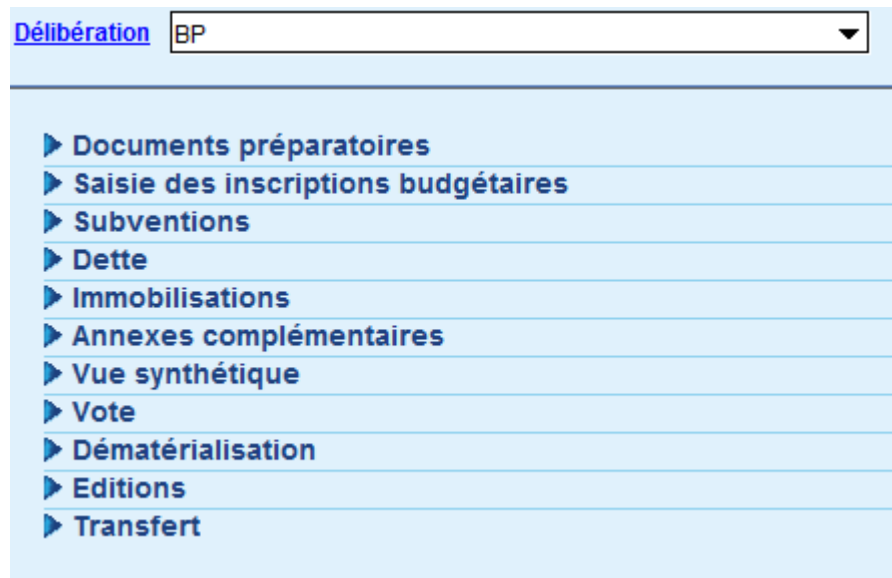 Délibération BP
Documents préparatoires
Saisie des inscriptions budgétaires
Subventions
Dette
Immobilisations
Annexes complémentaires
Vue synthétique
Vote
Dématérialisation
Editions
Transfert